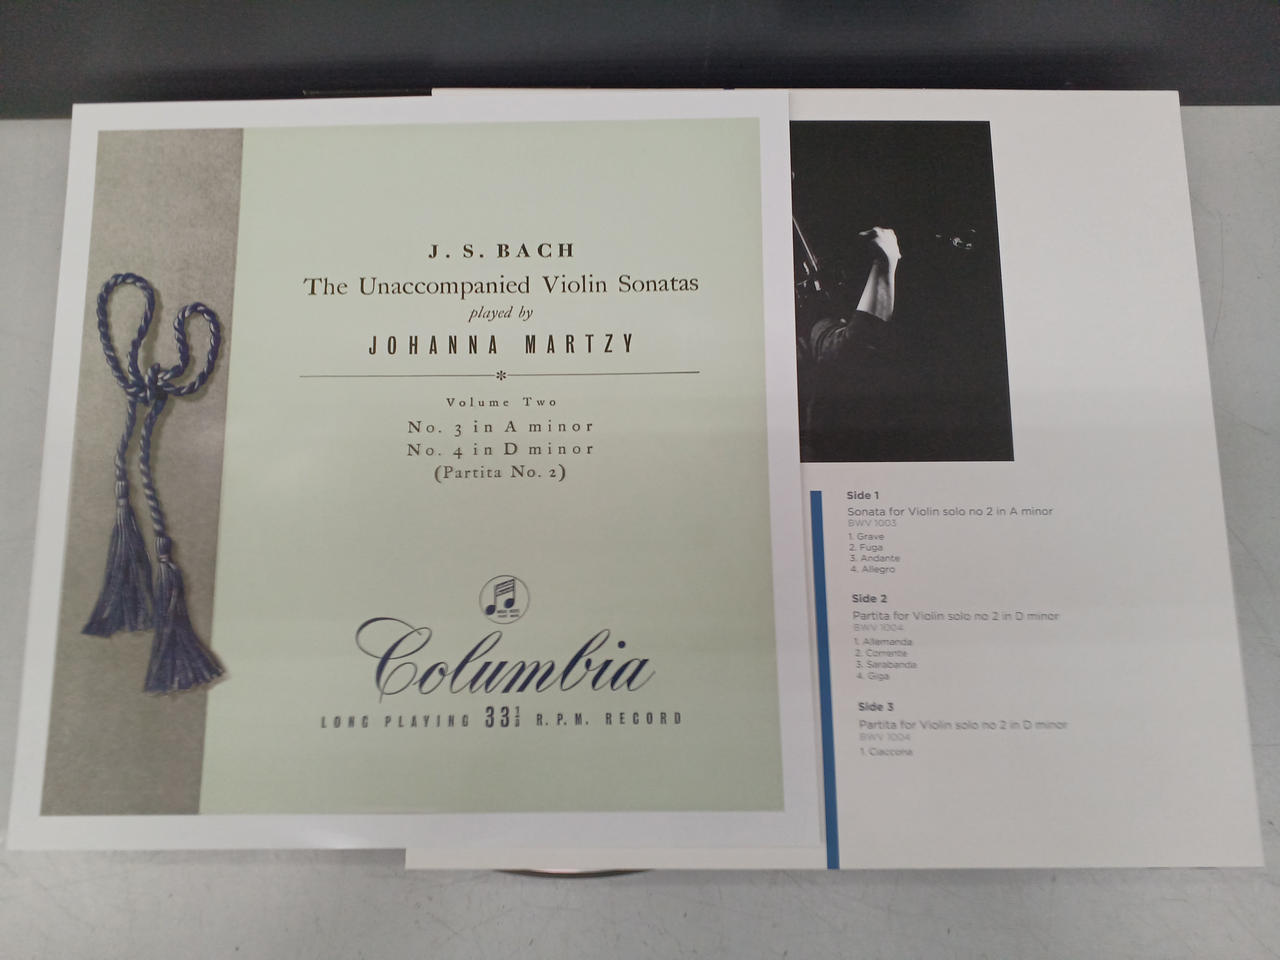 J. S. BACH
The Unaccompanied Violin Sonatas
played by
JOHANNA MARTZY
Volume Two
No. 3 in A minor
No. 4 in D minor
(Partita No. 2)
Columbia
LONG PLAYING 33⅓ R.P.M. RECORD
Side 1
Sonata for Violin solo no 2 in A minor
BWV 1003
1. Grave
2. Fuga
3. Andante
4. Allegro
Side 2
Partita for Violin solo no 2 in D minor
BWV 1004
1. Allemanda
2. Corrente
3. Sarabanda
4. Giga
Side 3
Partita for Violin solo no 2 in D minor
BWV 1004
1. Ciaccona